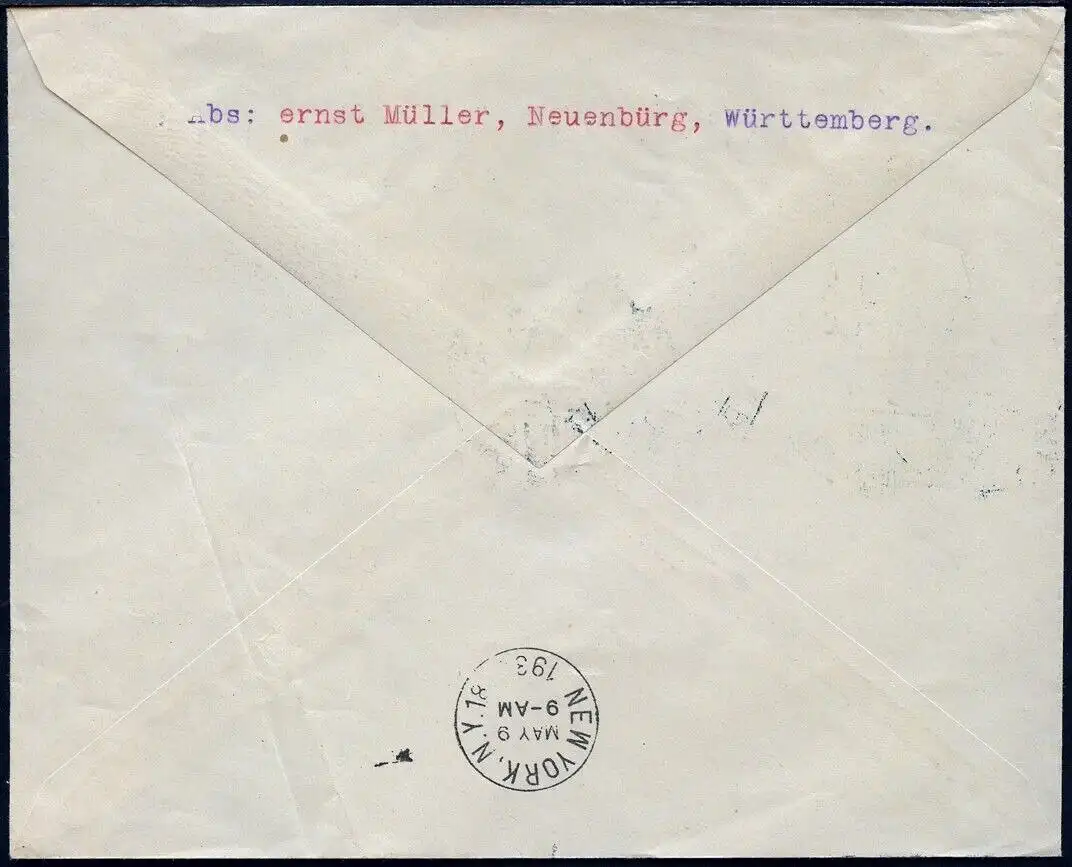 Abs: ernst Müller, Neuenbürg, Württemberg.
NEW YORK, N.Y. 18
MAY 9
9-AM
193